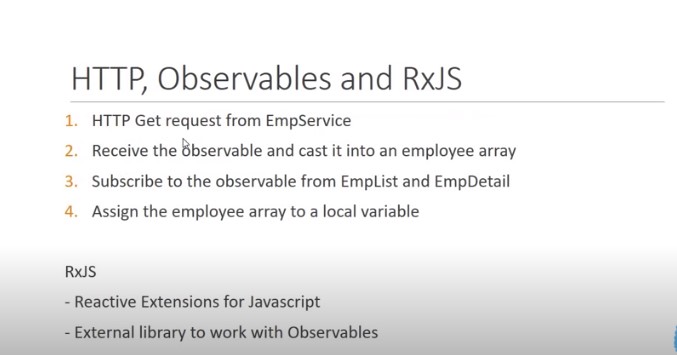 HTTP, Observables and RxJS
1. HTTP Get request from EmpService
2. Receive the observable and cast it into an employee array
3. Subscribe to the observable from EmpList and EmpDetail
4. Assign the employee array to a local variable
RxJS
- Reactive Extensions for Javascript
- External library to work with Observables